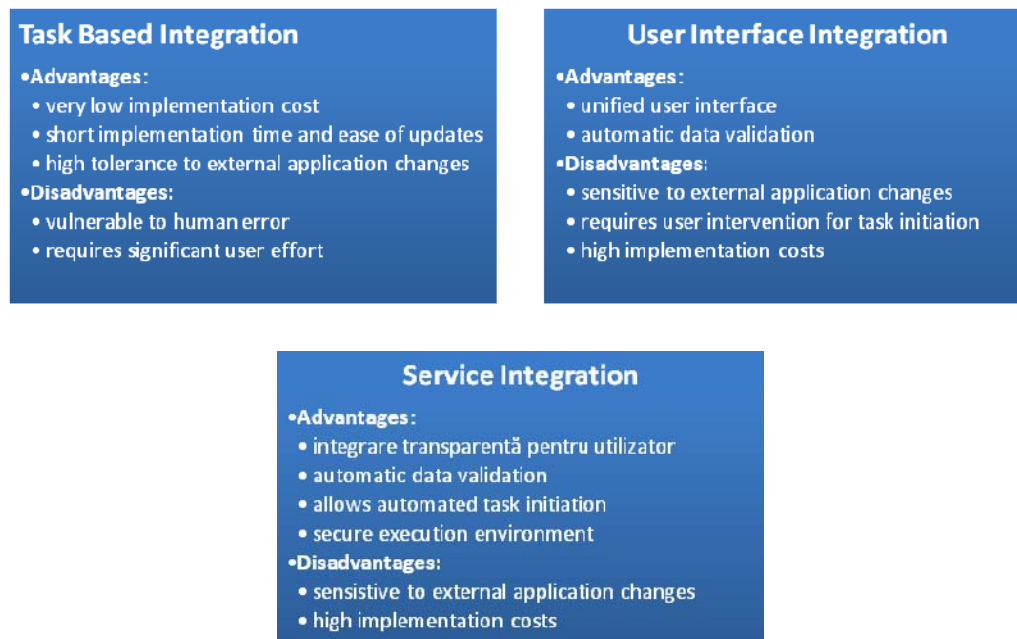 Task Based Integration
•Advantages:
• very low implementation cost
• short implementation time and ease of updates
• high tolerance to external application changes
•Disadvantages:
• vulnerable to human error
• requires significant user effort
User Interface Integration
•Advantages:
• unified user interface
• automatic data validation
•Disadvantages:
• sensitive to external application changes
• requires user intervention for task initiation
• high implementation costs
Service Integration
•Advantages:
• integrare transparentă pentru utilizator
• automatic data validation
• allows automated task initiation
• secure execution environment
•Disadvantages:
• sensistive to external application changes
• high implementation costs